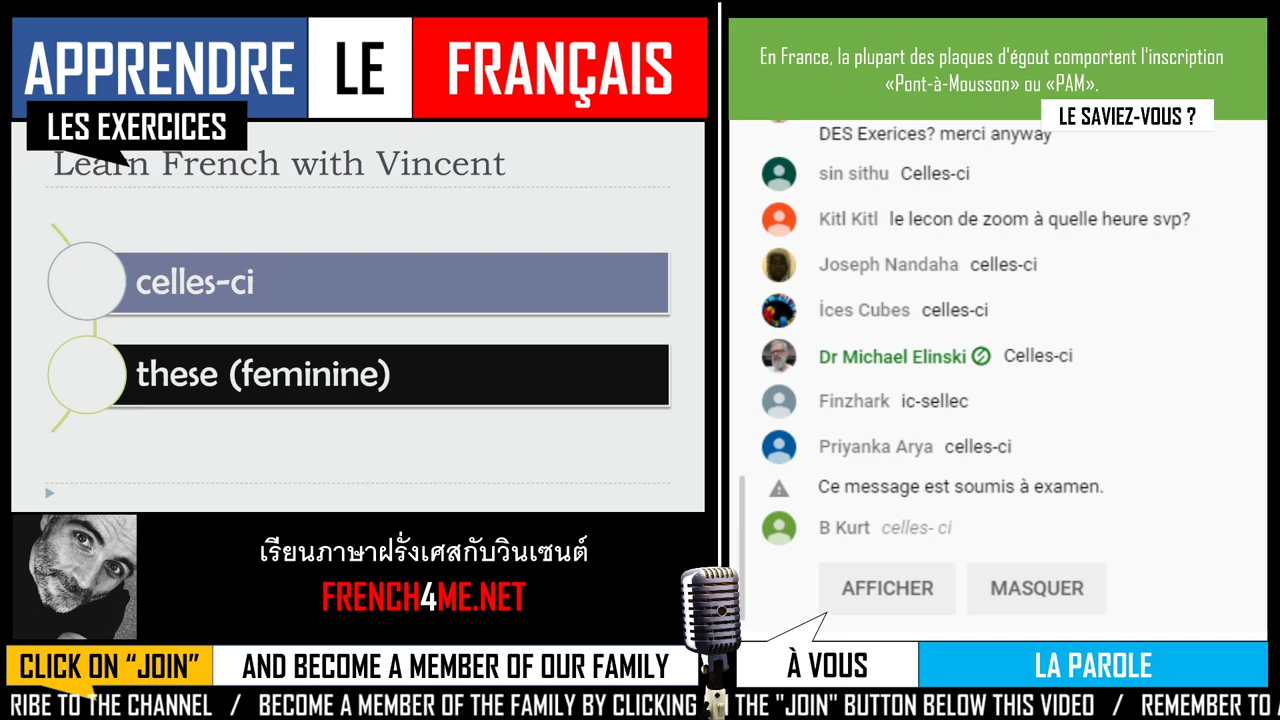 APPRENDRE LE FRANÇAIS
LES EXERCICES
Learn French with Vincent
celles-ci
these (feminine)
เรียนภาษาฝรั่งเศสกับวินเซนต์
FRENCH4ME.NET
CLICK ON “JOIN” AND BECOME A MEMBER OF OUR FAMILY
En France, la plupart des plaques d'égout comportent l'inscription
«Pont-à-Mousson» ou «PAM».
LE SAVIEZ-VOUS ?
DES Exerices? merci anyway
sin sithu Celles-ci
Kitl Kitl le lecon de zoom à quelle heure svp?
Joseph Nandaha celles-ci
İces Cubes celles-ci
Dr Michael Elinski Celles-ci
Finzhark ic-sellec
Priyanka Arya celles-ci
Ce message est soumis à examen.
B Kurt celles- ci
AFFICHER MASQUER
À VOUS LA PAROLE
RIBE TO THE CHANNEL / BECOME A MEMBER OF THE FAMILY BY CLICKING THE "JOIN" BUTTON BELOW THIS VIDEO / REMEMBER TO